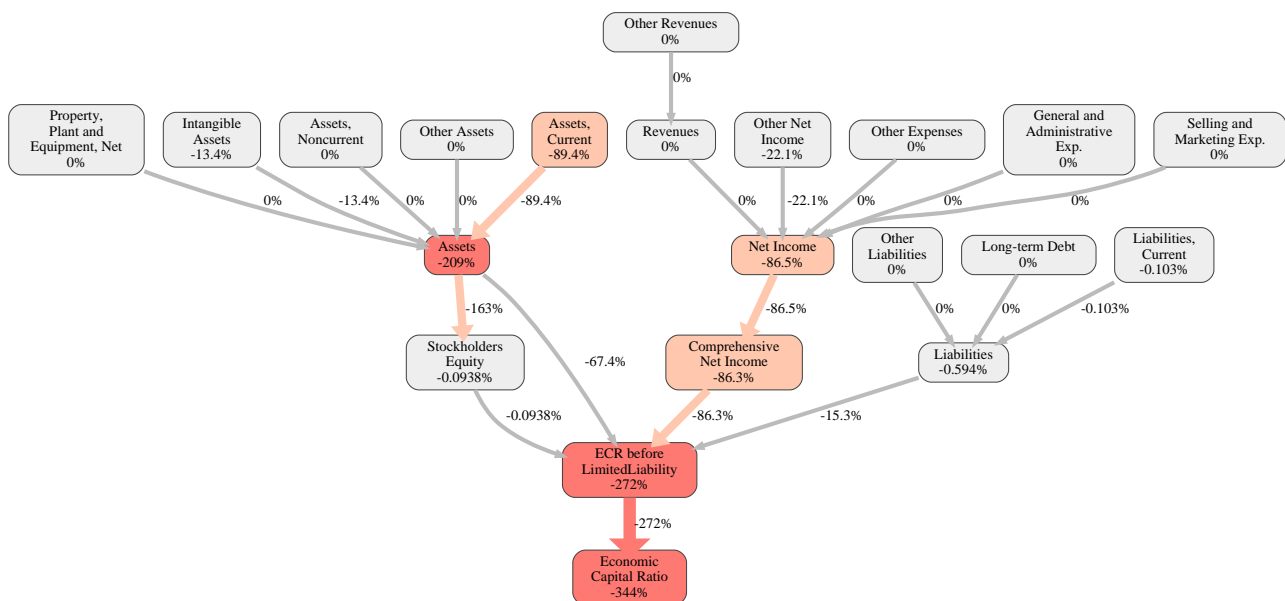 Other Revenues
0%
0%
Property,
Plant and
Equipment, Net
0%
Intangible
Assets
-13.4%
Assets,
Noncurrent
0%
Other Assets
0%
Assets,
Current
-89.4%
Revenues
0%
Other Net
Income
-22.1%
Other Expenses
0%
General and
Administrative
Exp.
0%
Selling and
Marketing Exp.
0%
0%
-13.4%
0%
0%
-89.4%
0%
-22.1%
0%
0%
0%
Assets
-209%
Net Income
-86.5%
Other
Liabilities
0%
Long-term Debt
0%
Liabilities,
Current
-0.103%
-163%
-86.5%
0%
0%
-0.103%
Stockholders
Equity
-0.0938%
-67.4%
Comprehensive
Net Income
-86.3%
Liabilities
-0.594%
-0.0938%
-86.3%
-15.3%
ECR before
LimitedLiability
-272%
-272%
Economic
Capital Ratio
-344%